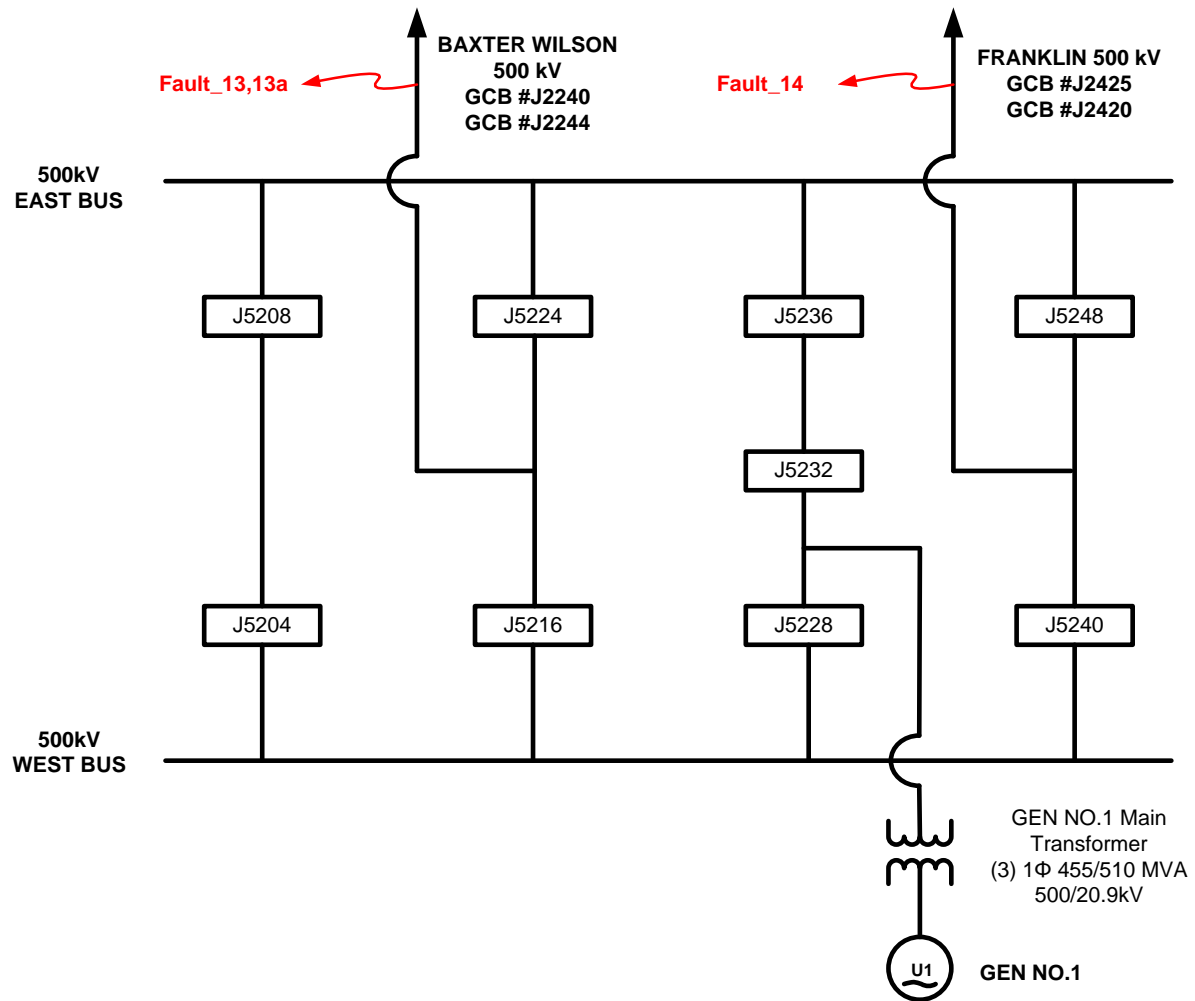 BAXTER WILSON
500 kV
GCB #J2240
GCB #J2244
Fault_13,13a
FRANKLIN 500 kV
GCB #J2425
GCB #J2420
Fault_14
500kV
EAST BUS
J5208
J5224
J5236
J5248
J5232
J5204
J5216
J5228
J5240
500kV
WEST BUS
GEN NO.1 Main
Transformer
(3) 1Φ 455/510 MVA
500/20.9kV
U1
GEN NO.1